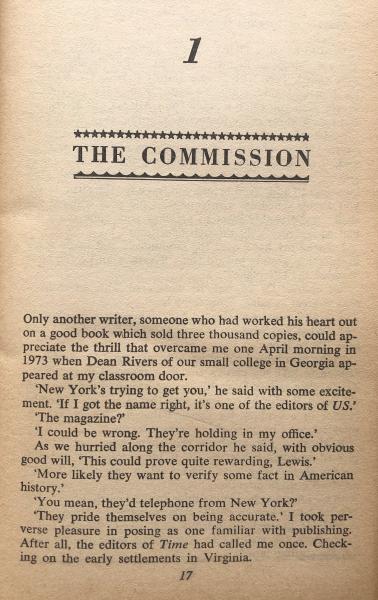 1
THE COMMISSION
Only another writer, someone who had worked his heart out
on a good book which sold three thousand copies, could ap-
preciate the thrill that overcame me one April morning in
1973 when Dean Rivers of our small college in Georgia ap-
peared at my classroom door.
'New York's trying to get you,' he said with some excite-
ment. 'If I got the name right, it's one of the editors of US.'
'The magazine?'
'I could be wrong. They're holding in my office.'
As we hurried along the corridor he said, with obvious
good will, 'This could prove quite rewarding, Lewis.'
'More likely they want to verify some fact in American
history.'
'You mean, they'd telephone from New York?'
'They pride themselves on being accurate.' I took per-
verse pleasure in posing as one familiar with publishing.
After all, the editors of Time had called me once. Check-
ing on the early settlements in Virginia.
17